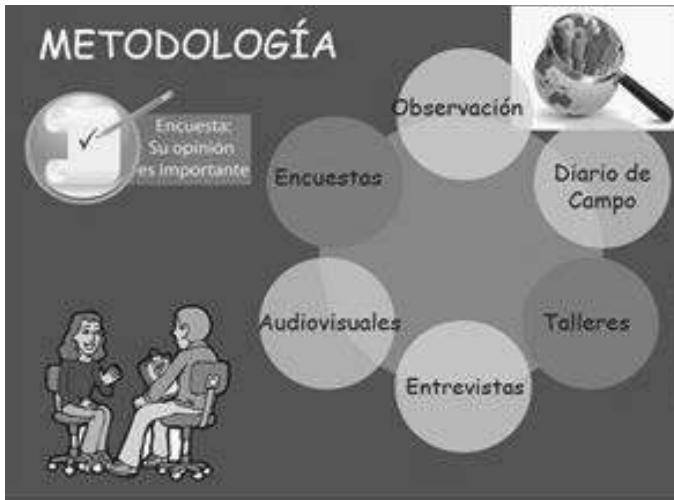 METODOLOGÍA
Encuesta:
Su opinión
es importante
Observación
Diario de
Campo
Talleres
Entrevistas
Audiovisuales
Encuestas